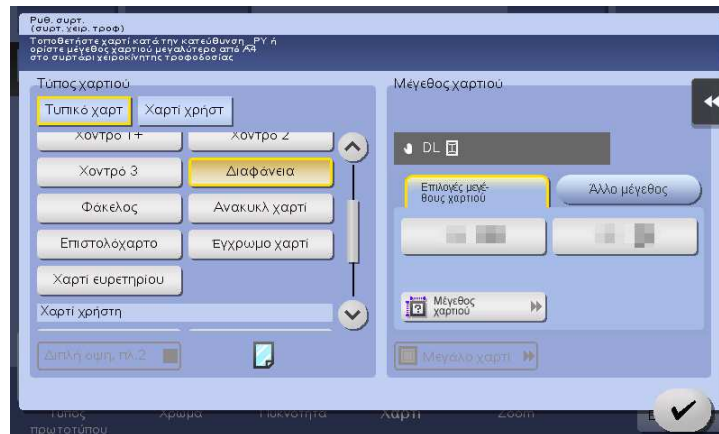 Ρυθ. συρτ.
(συρτ. χειρ. τροφ)
Τοποθετήστε χαρτί κατά την κατεύθυνση ΡΥ ή
ορίστε μέγεθος χαρτιού μεγαλύτερο από A4
στο συρτάρι χειροκίνητης τροφοδοσίας
Τύπος χαρτιού
Μέγεθος χαρτιού
Τυπικό χαρτ
Χαρτί χρήστ
Χοντρό 1+
Χοντρό 2
DL
Χοντρό 3
Διαφάνεια
Επιλογές μεγέ-
θους χαρτιού
Άλλο μέγεθος
Φάκελος
Ανακυκλ χαρτί
Επιστολόχαρτο
Έγχρωμο χαρτί
Χαρτί ευρετηρίου
Μέγεθος
χαρτιού
Χαρτί χρήστη
Διπλή όψη, πλ.2
Μεγάλο χαρτί
Τύπος
πρωτοτύπου
Χρώμα
Πυκνότητα
Χαρτί
Zoom